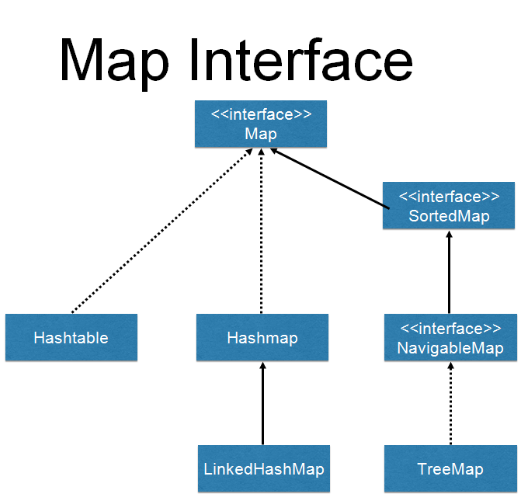 Map Interface
<<interface>>
Map
<<interface>>
SortedMap
Hashtable
Hashmap
<<interface>>
NavigableMap
LinkedHashMap
TreeMap